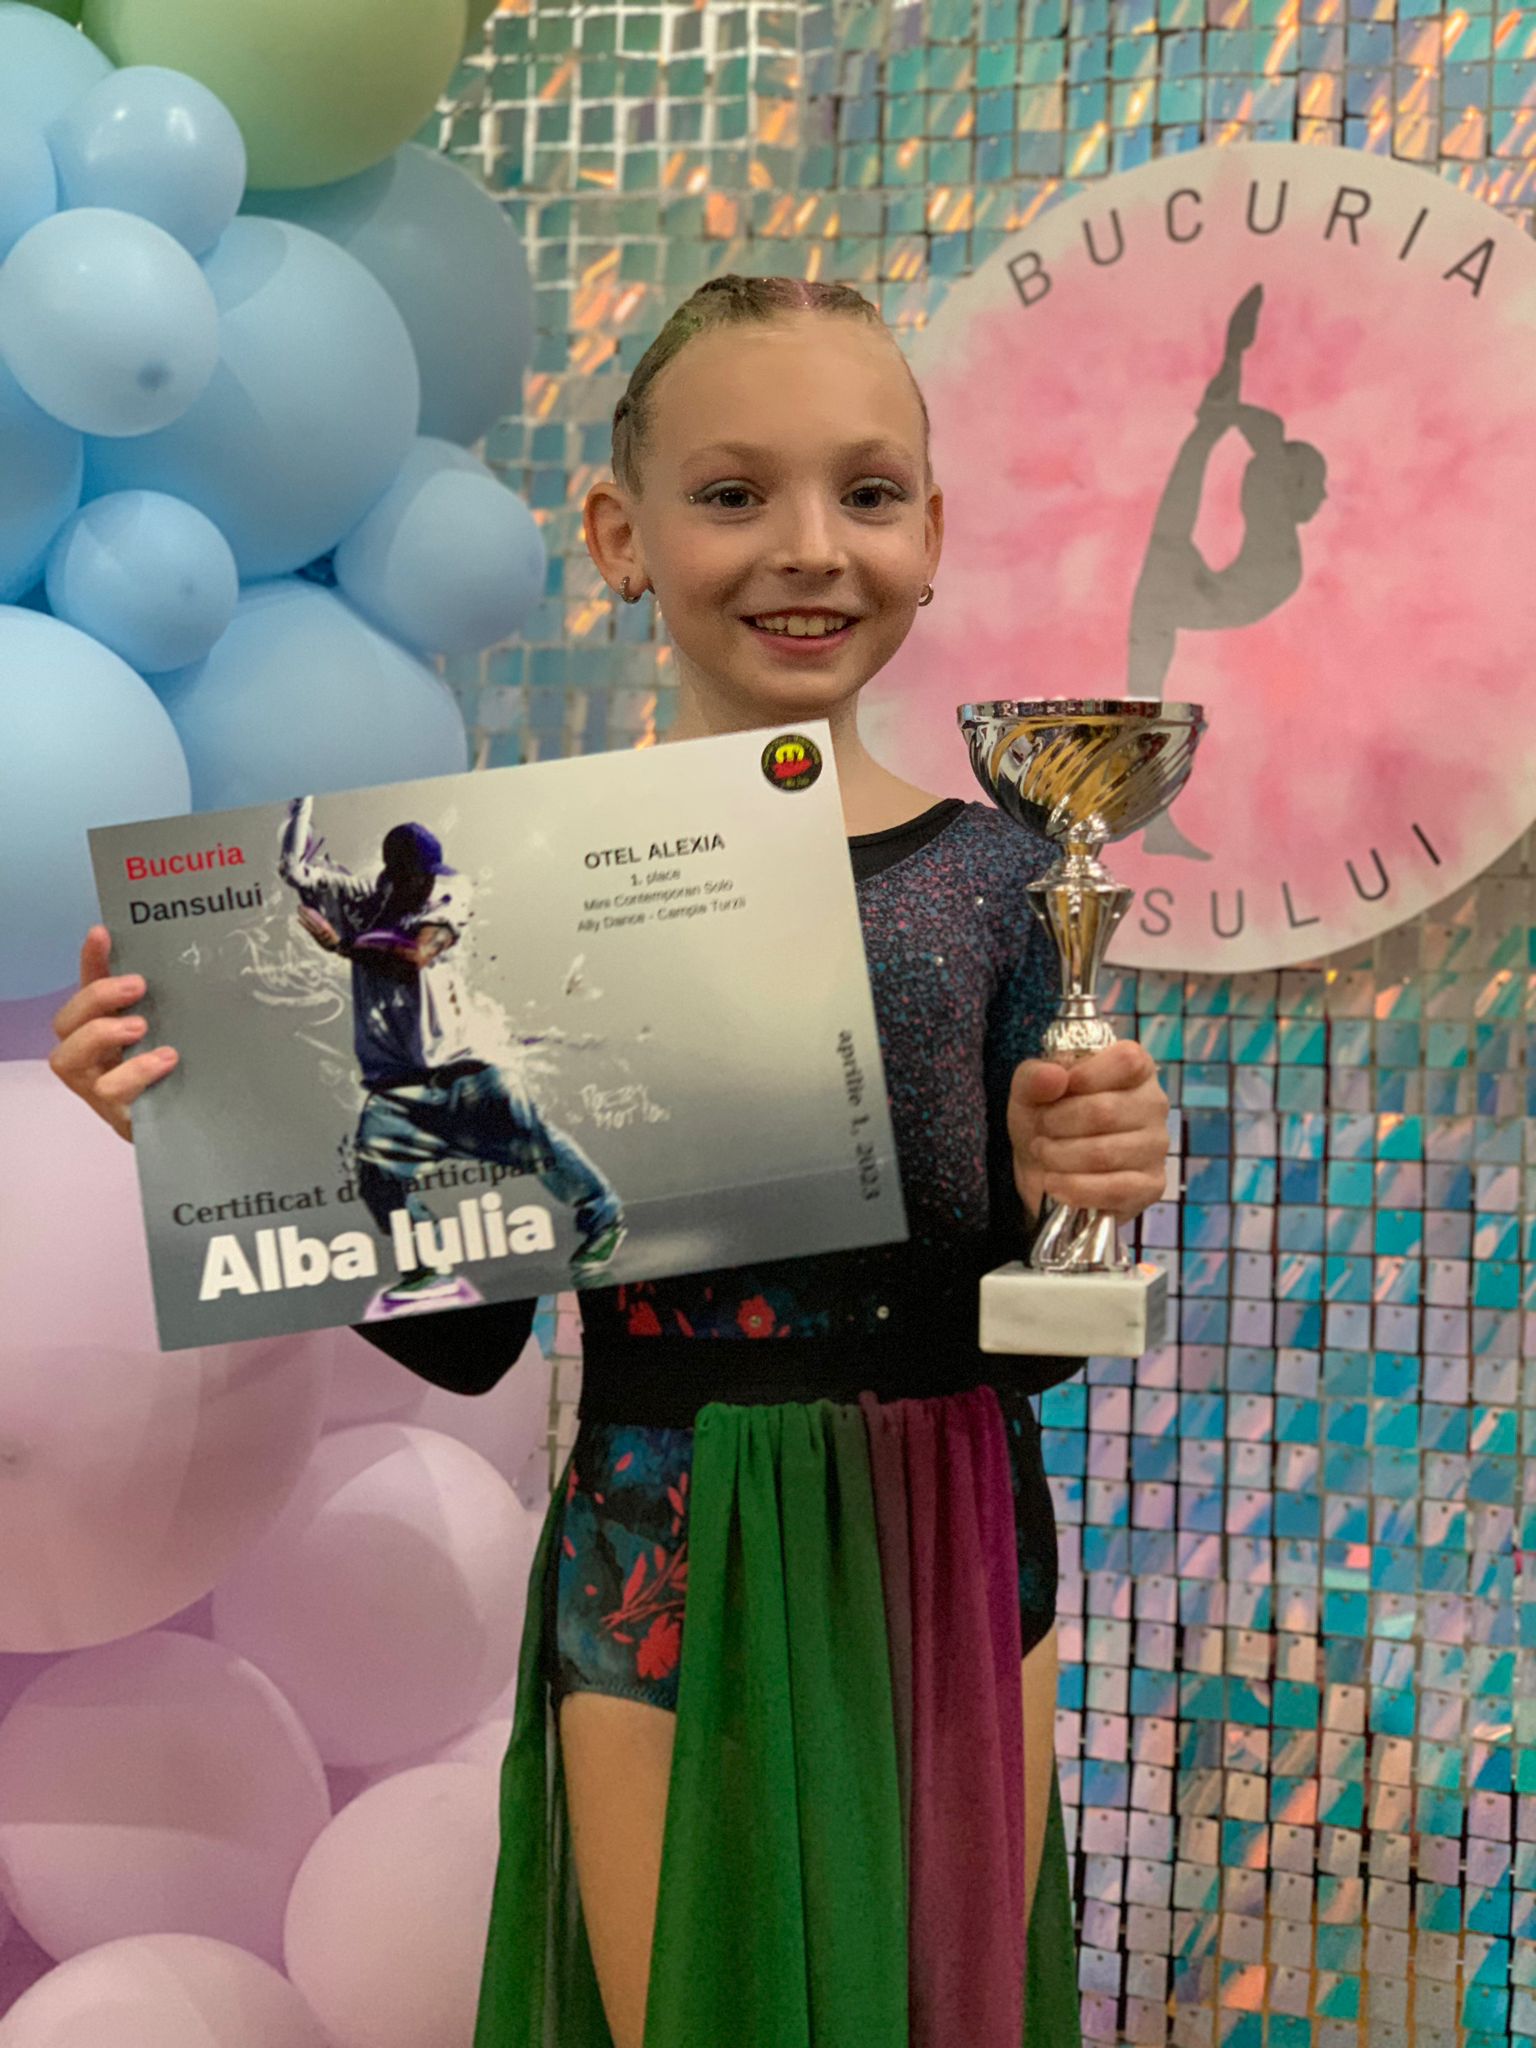 BUCURIA
SULUI
Bucuria
Dansului
OTEL ALEXIA
1. place
Mini Contemporan Solo
Ally Dance - Campia Turzii
aprilie 1, 2023
Certificat de participare
Alba Iulia